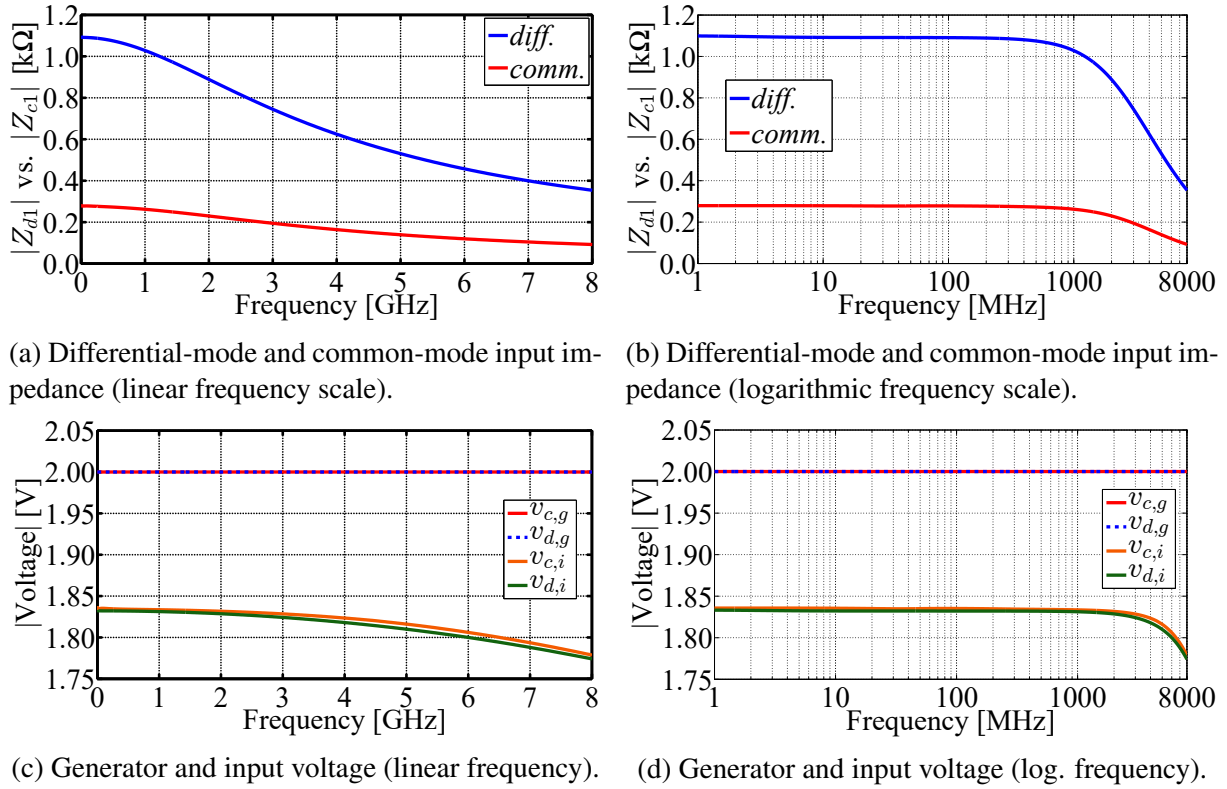 |Z_{d1}| vs. |Z_{c1}| [kΩ]
1.2
1.0
0.8
0.6
0.4
0.2
0.0
diff.
comm.
0 1 2 3 4 5 6 7 8
Frequency [GHz]
(a) Differential-mode and common-mode input im-
pedance (linear frequency scale).
|Z_{d1}| vs. |Z_{c1}| [kΩ]
1.2
1.0
0.8
0.6
0.4
0.2
0.0
diff.
comm.
1 10 100 1000 8000
Frequency [MHz]
(b) Differential-mode and common-mode input im-
pedance (logarithmic frequency scale).
|Voltage| [V]
2.05
2.00
1.95
1.90
1.85
1.80
1.75
v_{c,g}
v_{d,g}
v_{c,i}
v_{d,i}
0 1 2 3 4 5 6 7 8
Frequency [GHz]
(c) Generator and input voltage (linear frequency).
|Voltage| [V]
2.05
2.00
1.95
1.90
1.85
1.80
1.75
v_{c,g}
v_{d,g}
v_{c,i}
v_{d,i}
1 10 100 1000 8000
Frequency [MHz]
(d) Generator and input voltage (log. frequency).